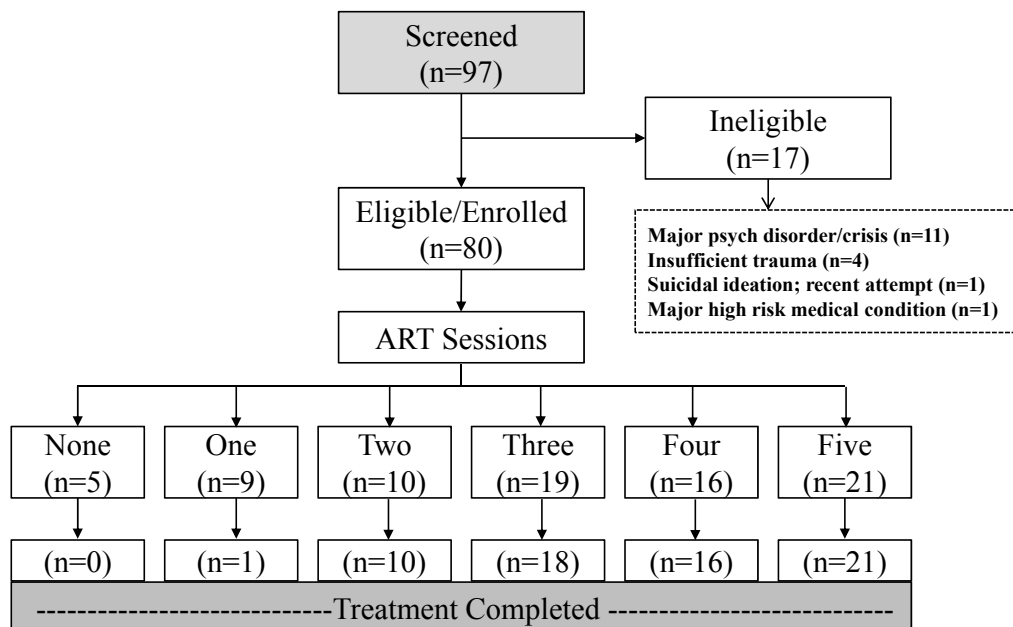 Screened
(n=97)
Ineligible
(n=17)
Eligible/Enrolled
(n=80)
Major psych disorder/crisis (n=11)
Insufficient trauma (n=4)
Suicidal ideation; recent attempt (n=1)
Major high risk medical condition (n=1)
ART Sessions
None
(n=5)
One
(n=9)
Two
(n=10)
Three
(n=19)
Four
(n=16)
Five
(n=21)
(n=0)
(n=1)
(n=10)
(n=18)
(n=16)
(n=21)
------------------------------Treatment Completed -----------------------------